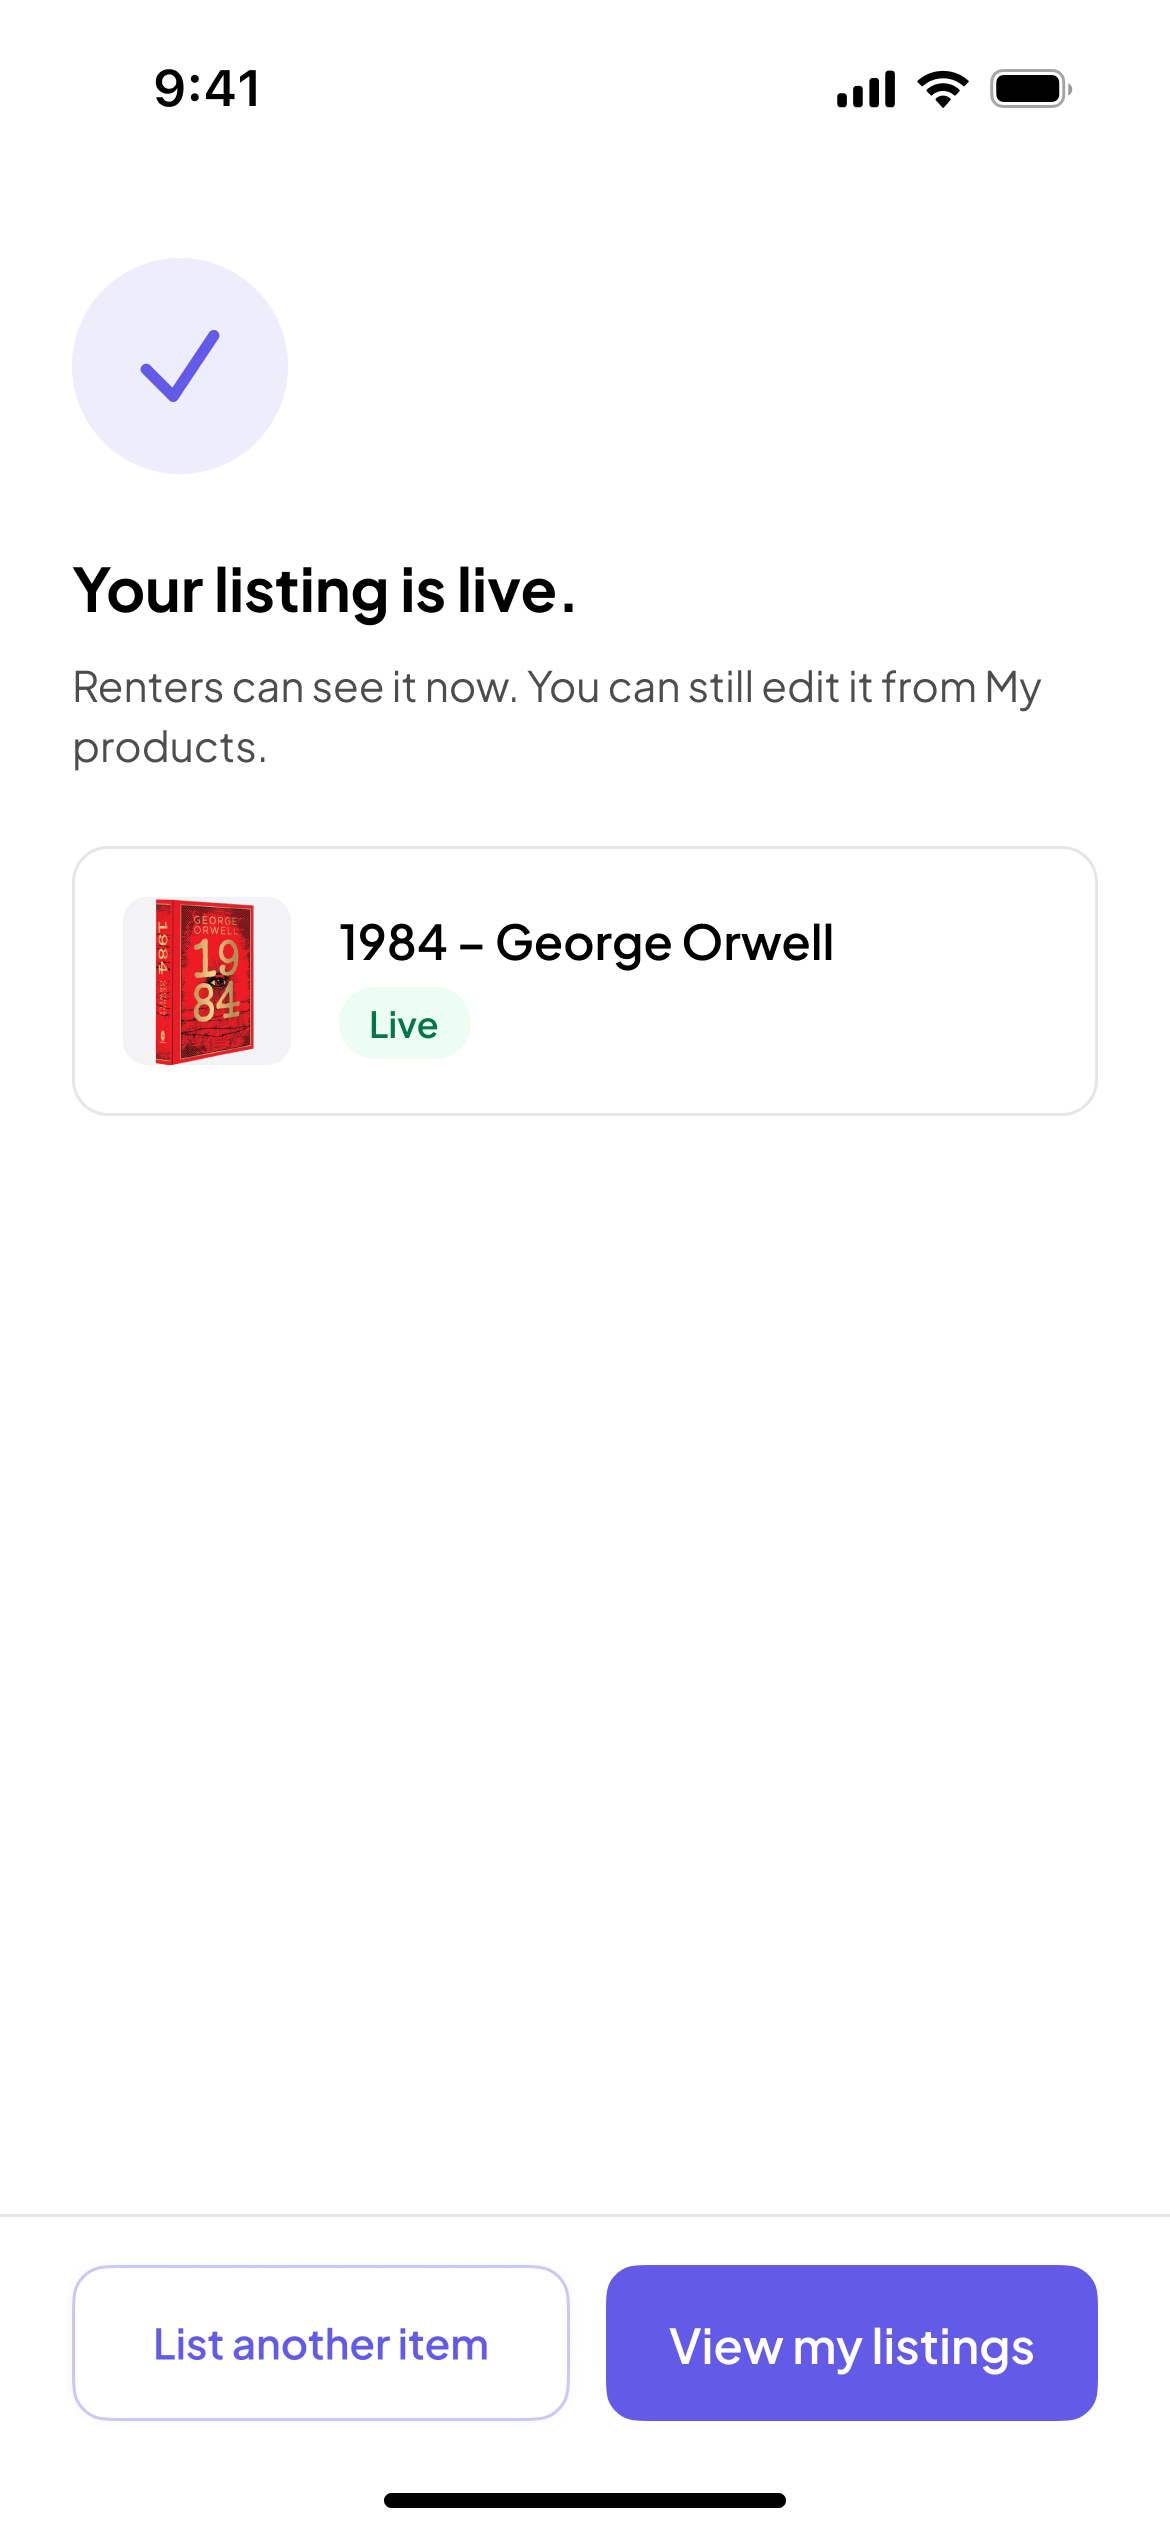 9:41
Your listing is live.
Renters can see it now. You can still edit it from My
products.
1984
GEORGE
ORWELL
19
84
1984 – George Orwell
Live
List another item
View my listings